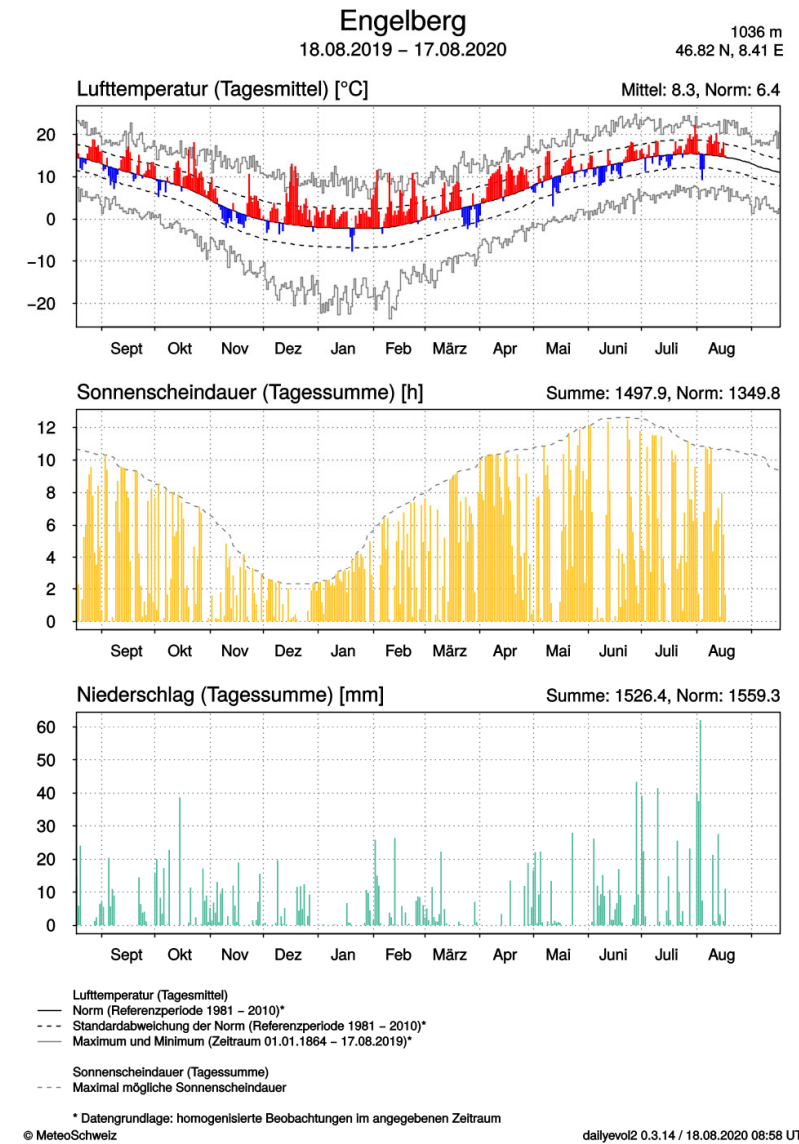 Engelberg
18.08.2019 – 17.08.2020
1036 m
46.82 N, 8.41 E
Lufttemperatur (Tagesmittel) [°C]
Mittel: 8.3, Norm: 6.4
20
10
0
−10
−20
Sept Okt Nov Dez Jan Feb März Apr Mai Juni Juli Aug
Sonnenscheindauer (Tagessumme) [h]
Summe: 1497.9, Norm: 1349.8
12
10
8
6
4
2
0
Sept Okt Nov Dez Jan Feb März Apr Mai Juni Juli Aug
Niederschlag (Tagessumme) [mm]
Summe: 1526.4, Norm: 1559.3
60
50
40
30
20
10
0
Sept Okt Nov Dez Jan Feb März Apr Mai Juni Juli Aug
Lufttemperatur (Tagesmittel)
Norm (Referenzperiode 1981 – 2010)*
Standardabweichung der Norm (Referenzperiode 1981 – 2010)*
Maximum und Minimum (Zeitraum 01.01.1864 – 17.08.2019)*
Sonnenscheindauer (Tagessumme)
Maximal mögliche Sonnenscheindauer
* Datengrundlage: homogenisierte Beobachtungen im angegebenen Zeitraum
© MeteoSchweiz
dailyevol2 0.3.14 / 18.08.2020 08:58 UT